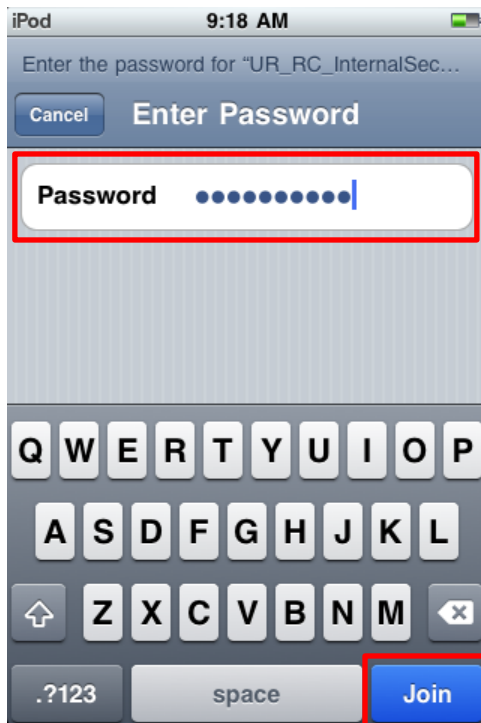 iPod 9:18 AM
Enter the password for “UR_RC_InternalSec...
Cancel Enter Password
Password ●●●●●●●●●●
Q W E R T Y U I O P
A S D F G H J K L
Z X C V B N M
.?123 space Join